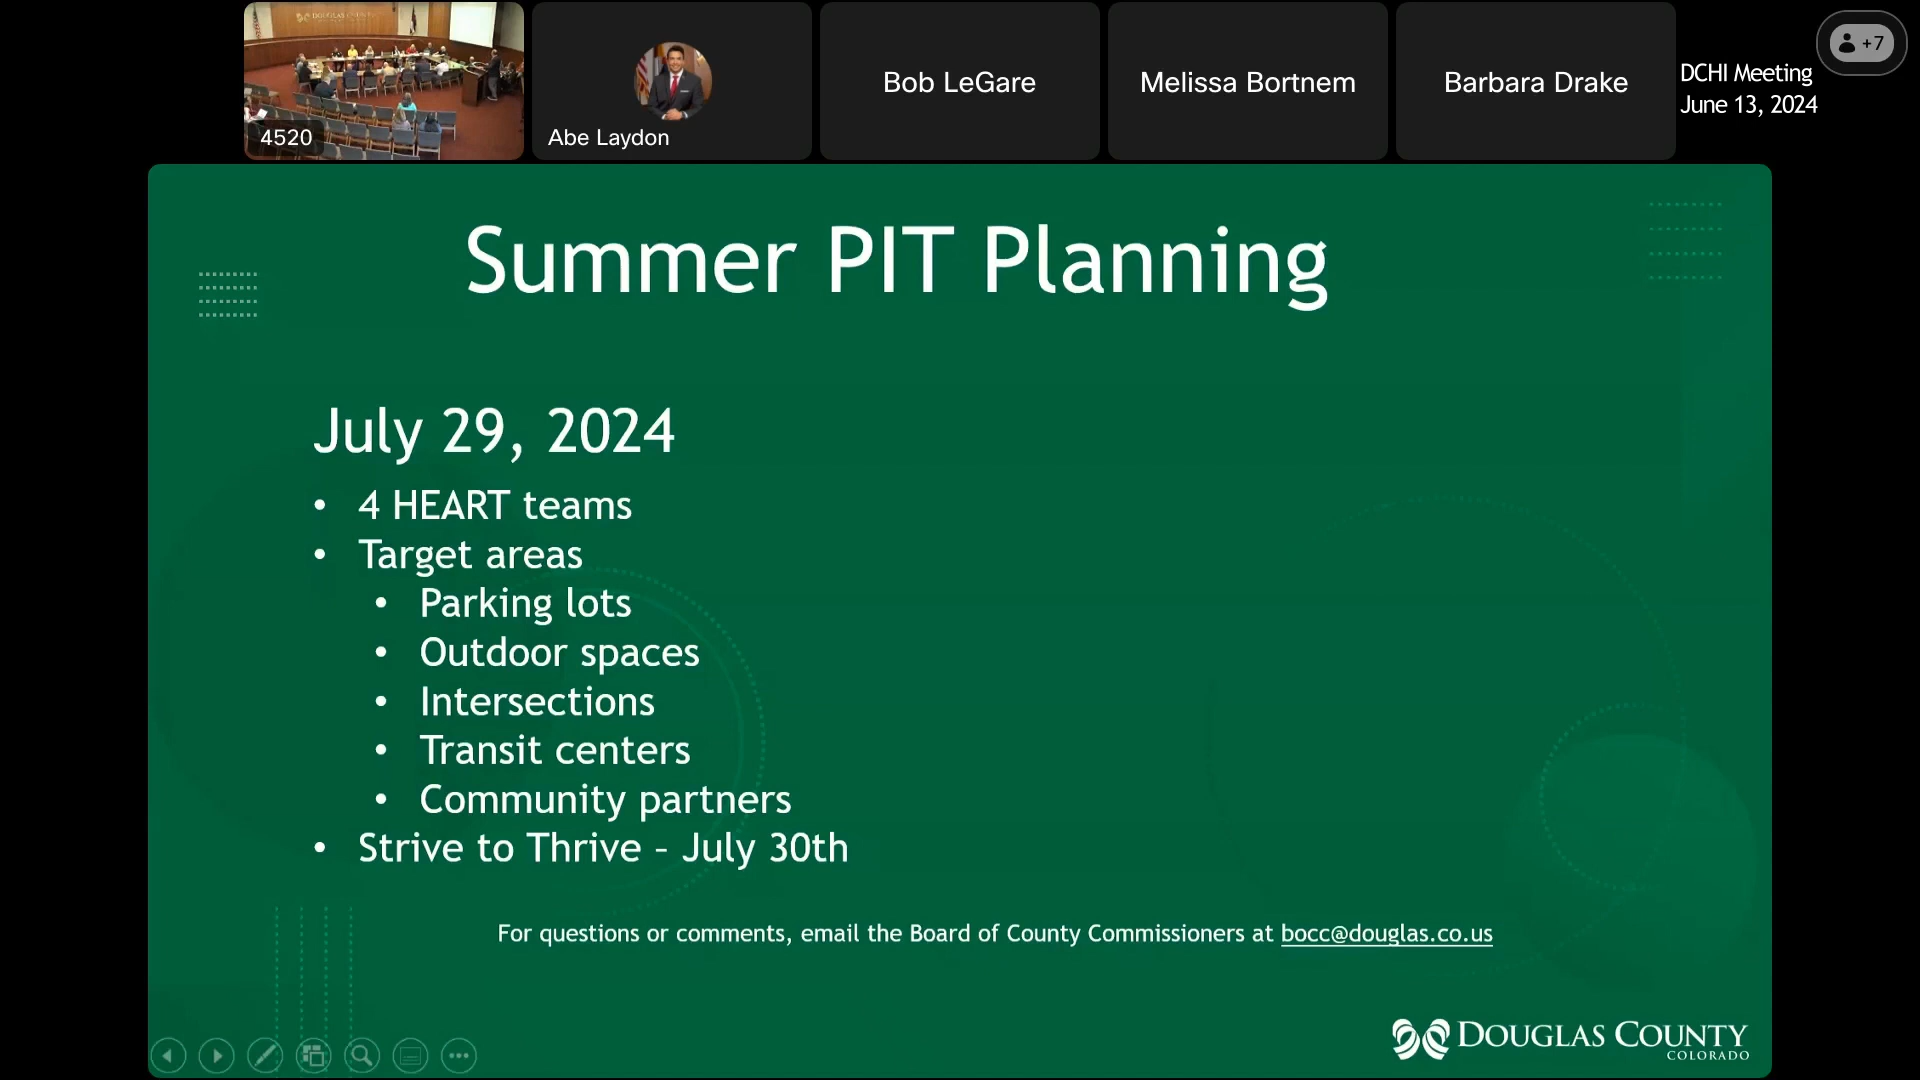 DOUGLAS COUNTY
4520
Abe Laydon
Bob LeGare
Melissa Bortnem
Barbara Drake
DCHI Meeting
June 13, 2024
+7
Summer PIT Planning
July 29, 2024
• 4 HEART teams
• Target areas
• Parking lots
• Outdoor spaces
• Intersections
• Transit centers
• Community partners
• Strive to Thrive – July 30th
For questions or comments, email the Board of County Commissioners at bocc@douglas.co.us
DOUGLAS COUNTY
COLORADO